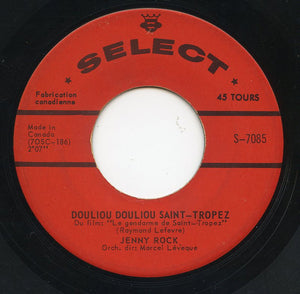 SELECT
Fabrication
canadienne
45 TOURS
Made in
Canada
(7OSC-186)
2'07"
S-7085
DOULIOU DOULIOU SAINT-TROPEZ
Du film: "Le gendarme de Saint-Tropez"
(Raymond Lefevre)
JENNY ROCK
Orch. dir: Marcel Lévêque